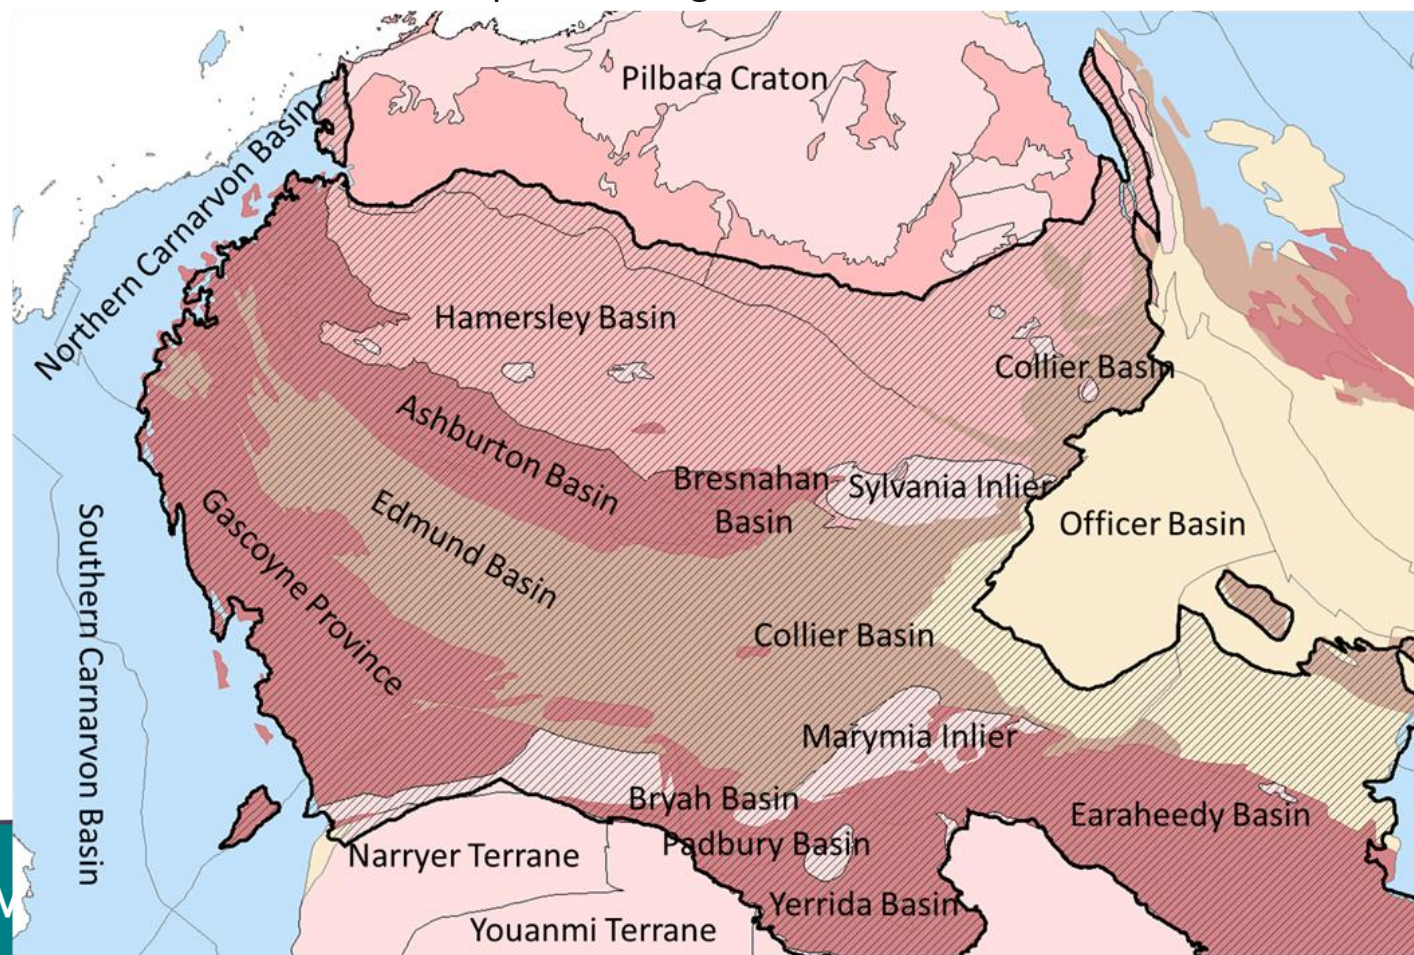 Pilbara Craton
Northern Carnarvon Basin
Hamersley Basin
Collier Basin
Ashburton Basin
Bresnahan
Basin
Sylvania Inlier
Edmund Basin
Gascoyne Province
Officer Basin
Southern Carnarvon Basin
Collier Basin
Marymia Inlier
Bryah Basin
Earaheedy Basin
Padbury Basin
Narryer Terrane
Yerrida Basin
Youanmi Terrane
M